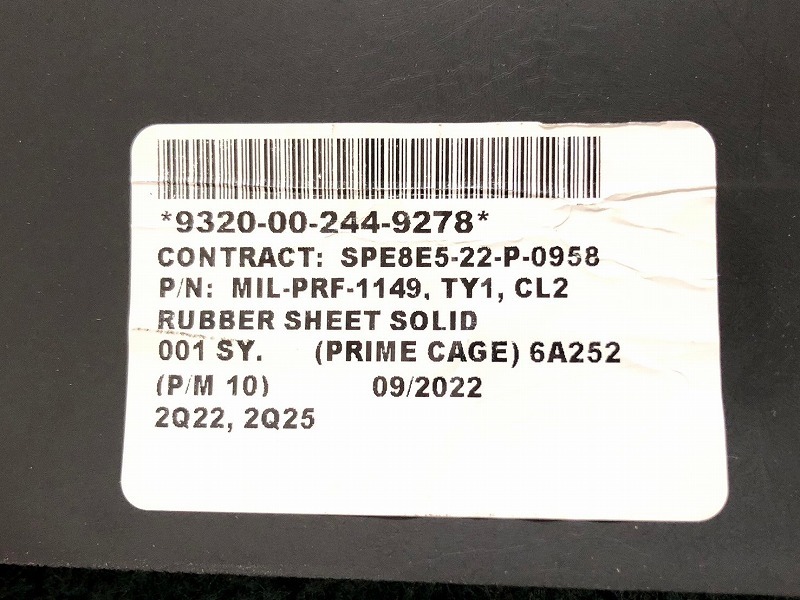 *9320-00-244-9278*
CONTRACT: SPE8E5-22-P-0958
P/N: MIL-PRF-1149, TY1, CL2
RUBBER SHEET SOLID
001 SY. (PRIME CAGE) 6A252
(P/M 10) 09/2022
2Q22, 2Q25